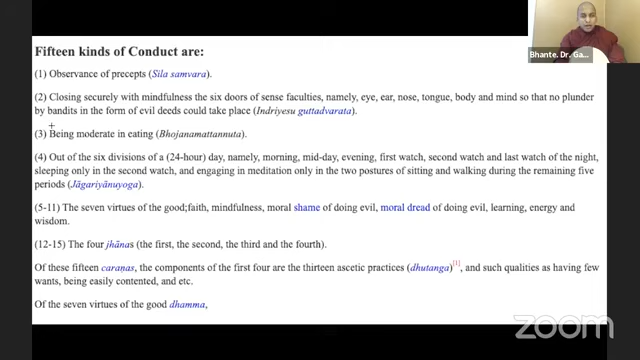 Fifteen kinds of Conduct are:
(1) Observance of precepts (Sīla samvara).
(2) Closing securely with mindfulness the six doors of sense faculties, namely, eye, ear, nose, tongue, body and mind so that no plunder
by bandits in the form of evil deeds could take place (Indriyesu guttadvarata).
(3) Being moderate in eating (Bhojanamattannuta).
(4) Out of the six divisions of a (24-hour) day, namely, morning, mid-day, evening, first watch, second watch and last watch of the night,
sleeping only in the second watch, and engaging in meditation only in the two postures of sitting and walking during the remaining five
periods (Jāgariyānuyoga).
(5-11) The seven virtues of the good;faith, mindfulness, moral shame of doing evil, moral dread of doing evil, learning, energy and
wisdom.
(12-15) The four jhānas (the first, the second, the third and the fourth).
Of these fifteen caraṇas, the components of the first four are the thirteen ascetic practices (dhutanga)[1], and such qualities as having few
wants, being easily contented, and etc.
Of the seven virtues of the good dhamma,
Bhante. Dr. Ga...
zoom